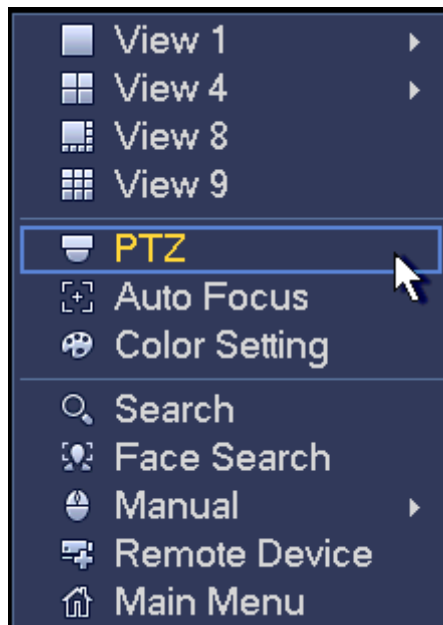 View 1
View 4
View 8
View 9
PTZ
Auto Focus
Color Setting
Search
Face Search
Manual
Remote Device
Main Menu